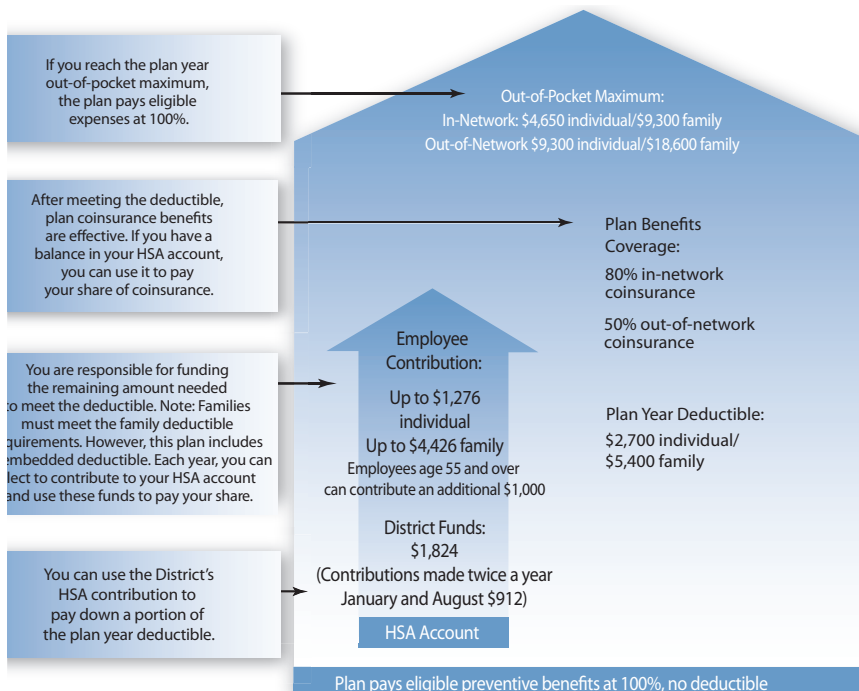 If you reach the plan year
out-of-pocket maximum,
the plan pays eligible
expenses at 100%.
Out-of-Pocket Maximum:
In-Network: $4,650 individual/$9,300 family
Out-of-Network $9,300 individual/$18,600 family
After meeting the deductible,
plan coinsurance benefits
are effective. If you have a
balance in your HSA account,
you can use it to pay
your share of coinsurance.
Plan Benefits
Coverage:
80% in-network
coinsurance
50% out-of-network
coinsurance
You are responsible for funding
the remaining amount needed
to meet the deductible. Note: Families
must meet the family deductible
quirements. However, this plan includes
embedded deductible. Each year, you can
lect to contribute to your HSA account
and use these funds to pay your share.
Employee
Contribution:
Up to $1,276
individual
Up to $4,426 family
Employees age 55 and over
can contribute an additional $1,000
Plan Year Deductible:
$2,700 individual/
$5,400 family
You can use the District's
HSA contribution to
pay down a portion of
the plan year deductible.
District Funds:
$1,824
(Contributions made twice a year
January and August $912)
HSA Account
Plan pays eligible preventive benefits at 100%, no deductible